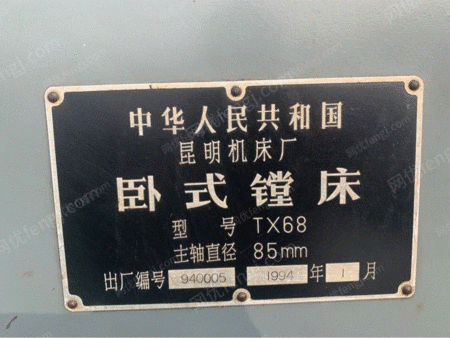 中华人民共和国
昆明机床厂
卧式镗床
型号 TX68
主轴直径 85mm
出厂编号 940005 1994 年 1 月